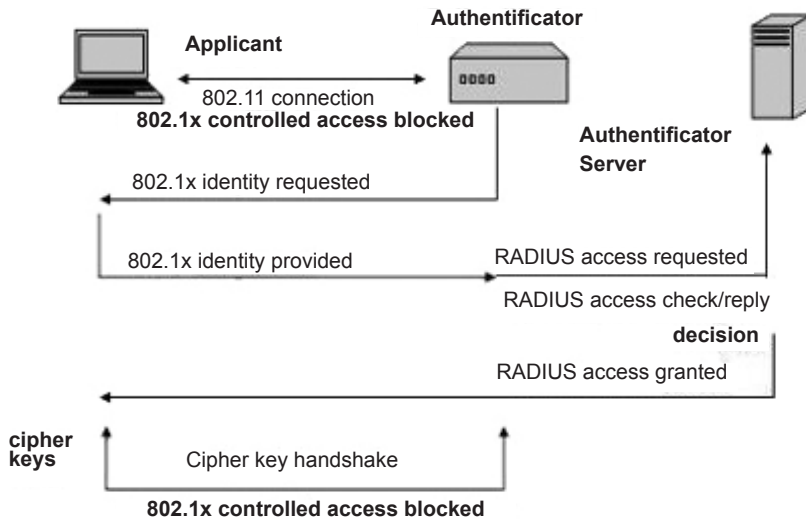 Authentificator
Applicant
802.11 connection
802.1x controlled access blocked
Authentificator
Server
802.1x identity requested
802.1x identity provided
RADIUS access requested
RADIUS access check/reply
decision
RADIUS access granted
cipher
keys
Cipher key handshake
802.1x controlled access blocked